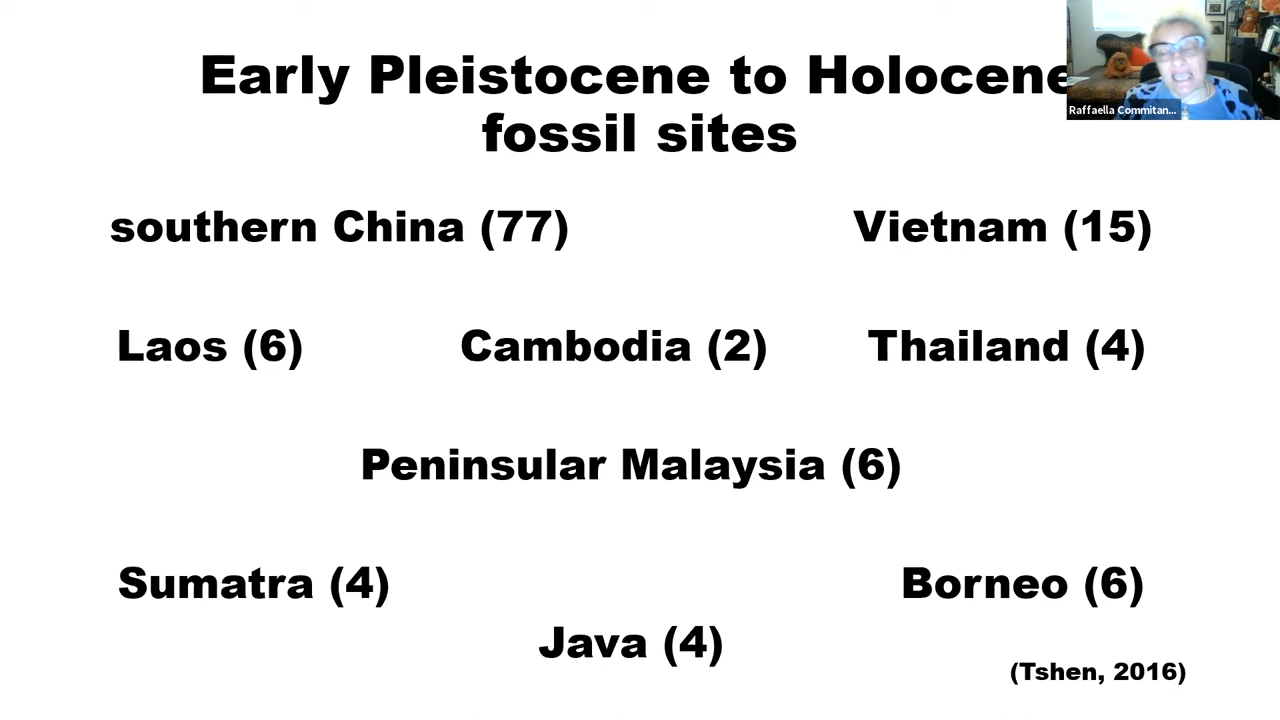 Early Pleistocene to Holocene
fossil sites
Raffaella Commitan...
southern China (77)
Vietnam (15)
Laos (6)
Cambodia (2)
Thailand (4)
Peninsular Malaysia (6)
Sumatra (4)
Borneo (6)
Java (4)
(Tshen, 2016)